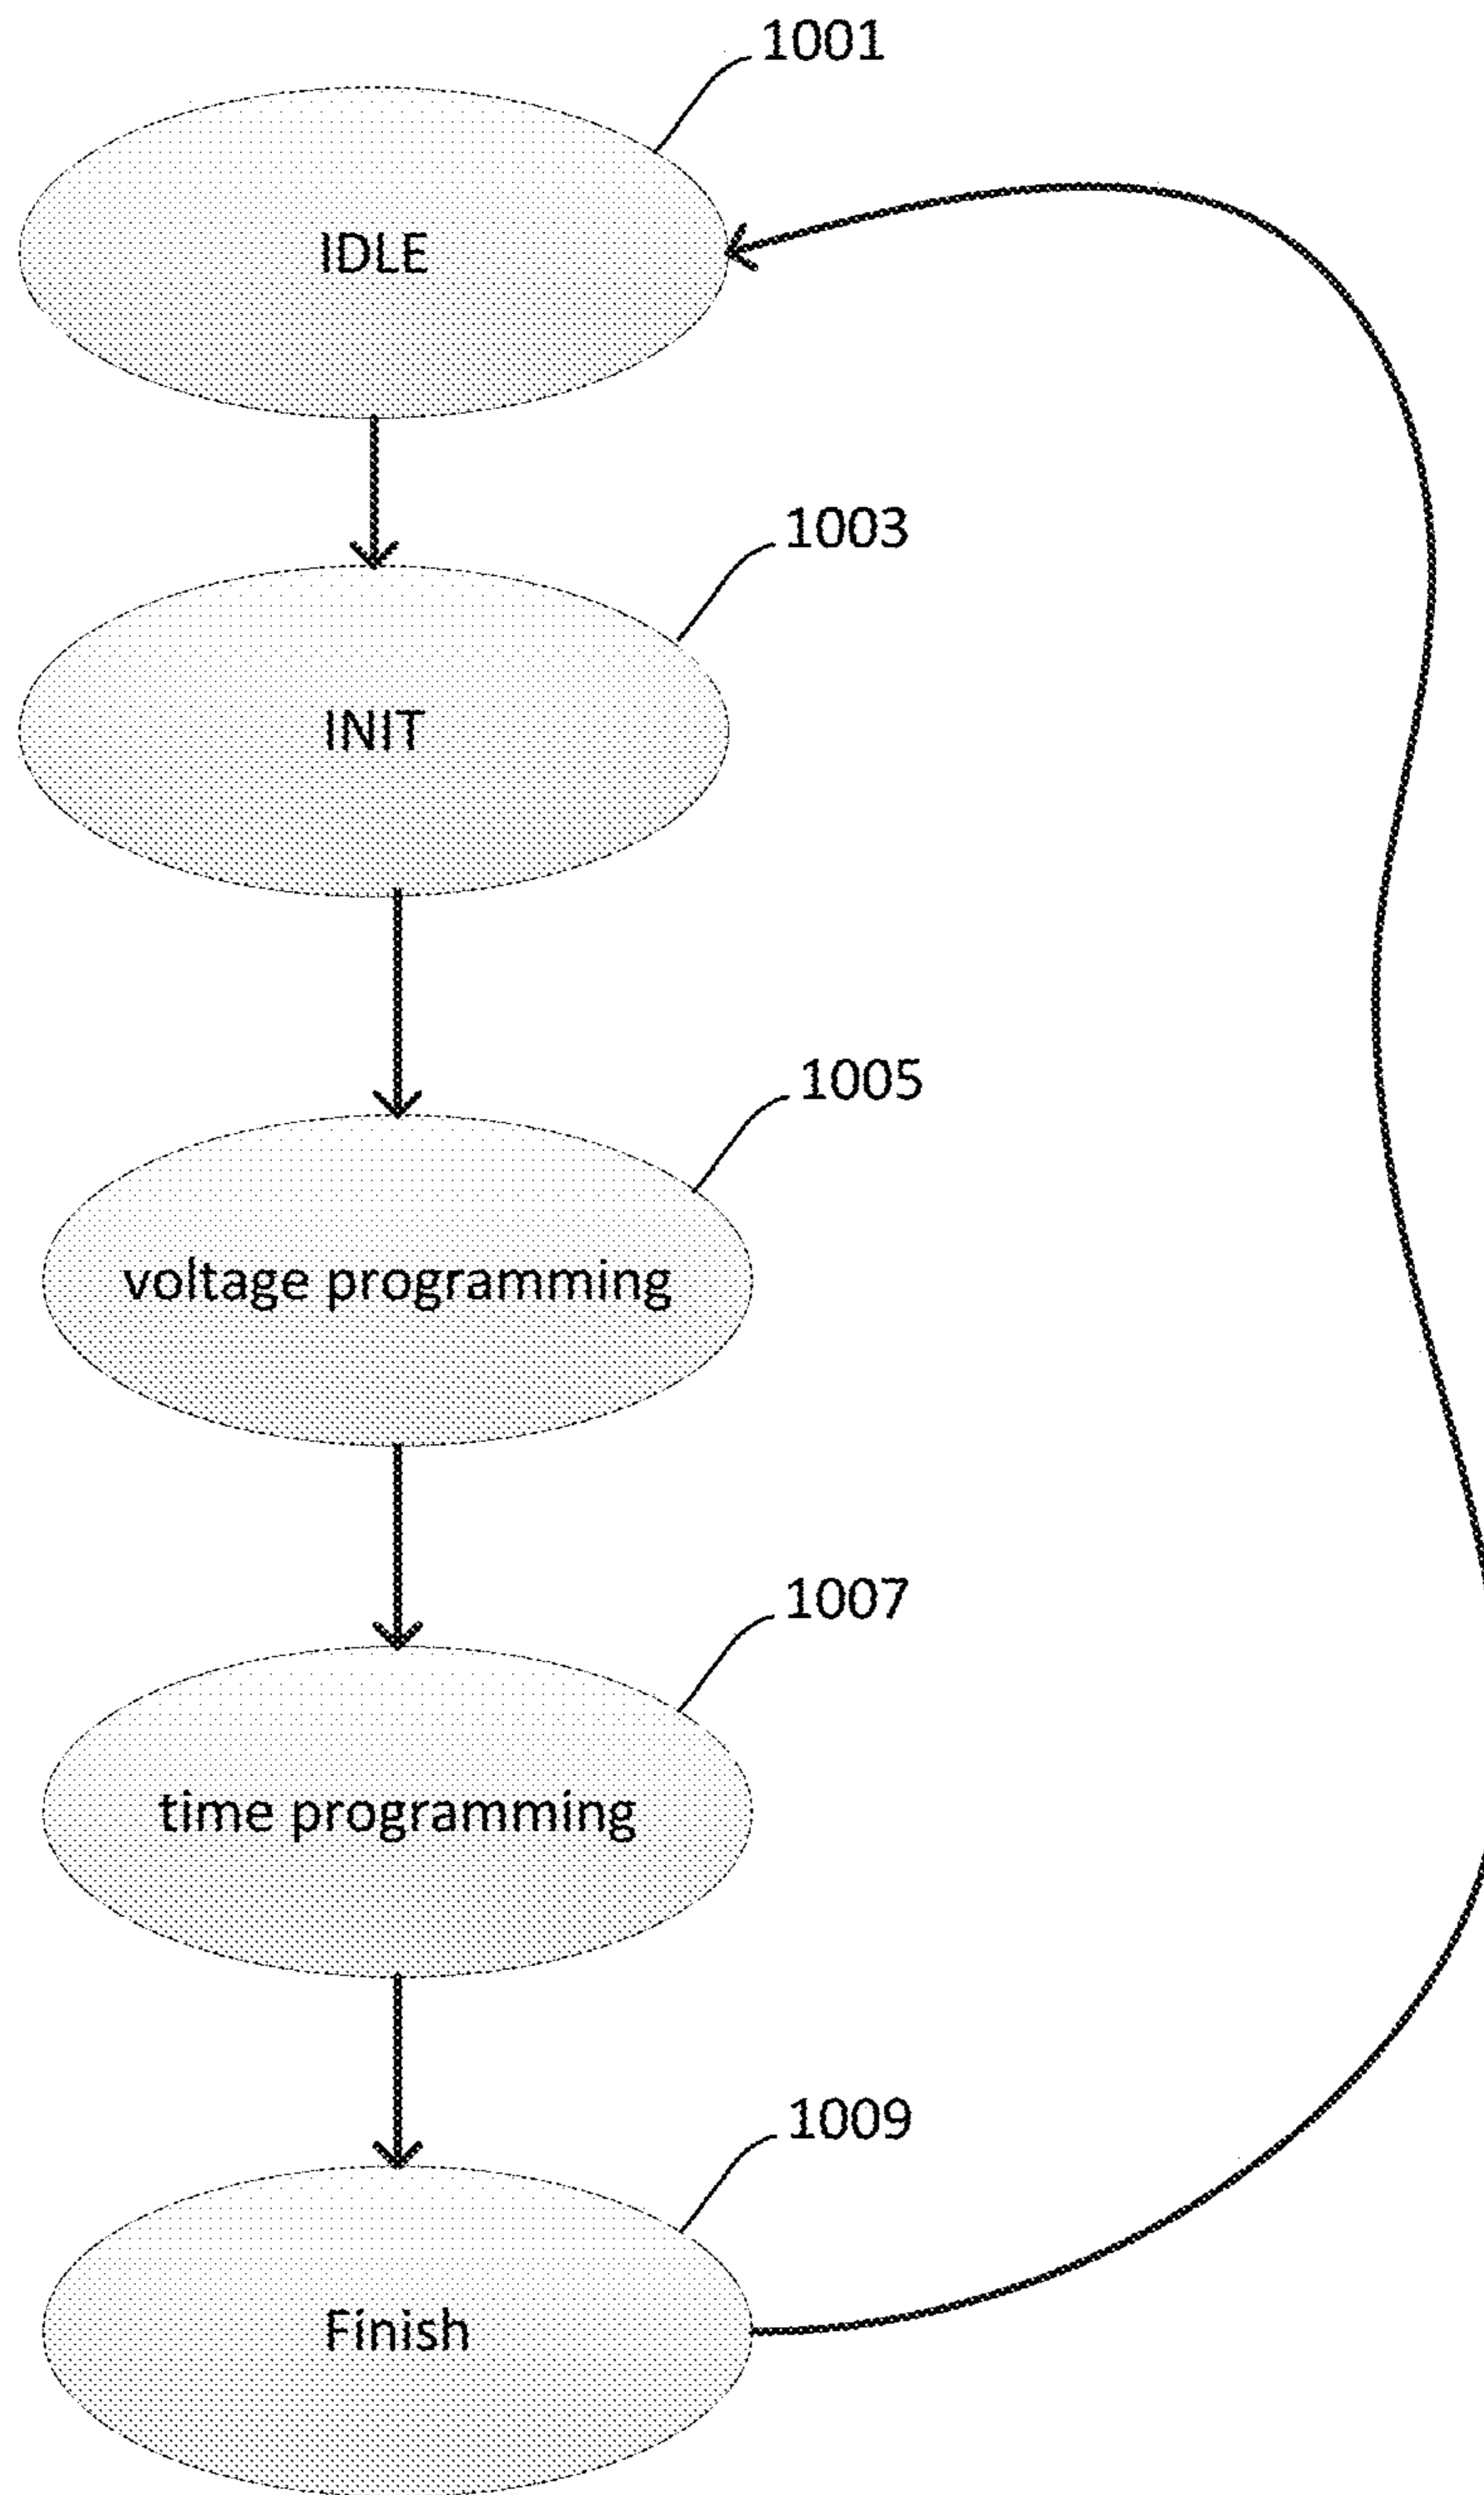 1001
IDLE
1003
INIT
1005
voltage programming
1007
time programming
1009
Finish